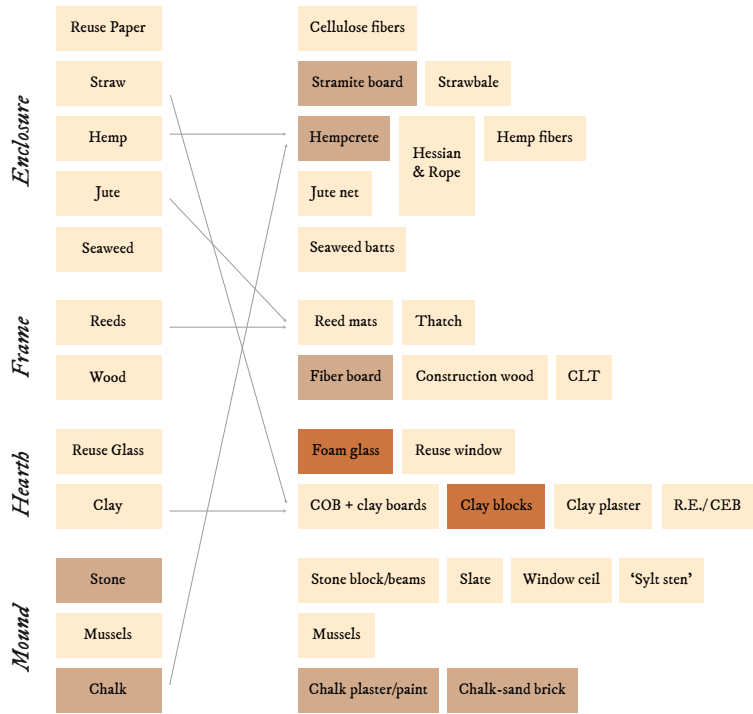 Enclosure
Reuse Paper
Cellulose fibers
Straw
Stramite board
Strawbale
Hemp
Hempcrete
Hessian
& Rope
Hemp fibers
Jute
Jute net
Seaweed
Seaweed batts
Frame
Reeds
Reed mats
Thatch
Wood
Fiber board
Construction wood
CLT
Hearth
Reuse Glass
Foam glass
Reuse window
Clay
COB + clay boards
Clay blocks
Clay plaster
R.E./CEB
Mound
Stone
Stone block/beams
Slate
Window ceil
‘Sylt sten’
Mussels
Mussels
Chalk
Chalk plaster/paint
Chalk-sand brick